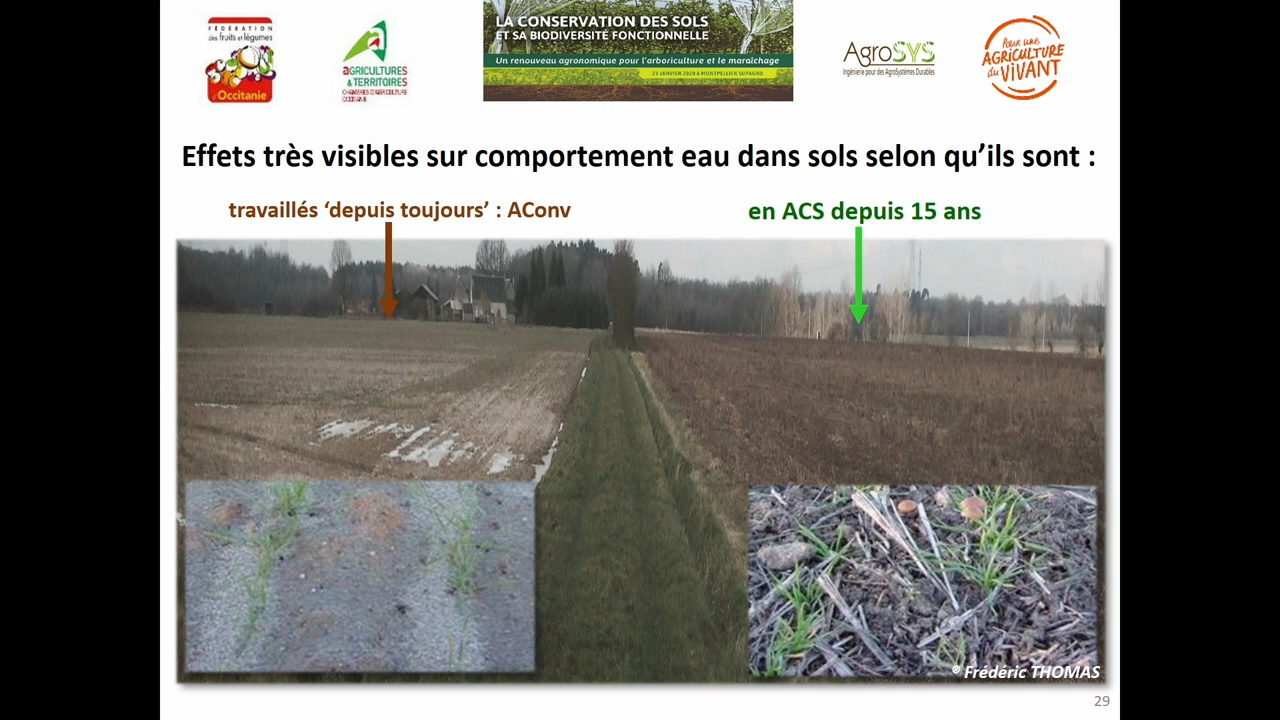 FÉDÉRATION
des fruits et légumes
d'Occitanie
AGRICULTURES
& TERRITOIRES
CHAMBRES D'AGRICULTURE
OCCITANIE
LA CONSERVATION DES SOLS
ET SA BIODIVERSITÉ FONCTIONNELLE
Un renouveau agronomique pour l'arboriculture et le maraîchage
23 JANVIER 2020 À MONTPELLIER SUPAGRO
AgroSYS
Ingénierie pour des AgroSystèmes Durables
Pour une
AGRICULTURE
du VIVANT
Effets très visibles sur comportement eau dans sols selon qu'ils sont :
travaillés ‘depuis toujours’ : AConv
en ACS depuis 15 ans
® Frédéric THOMAS
29